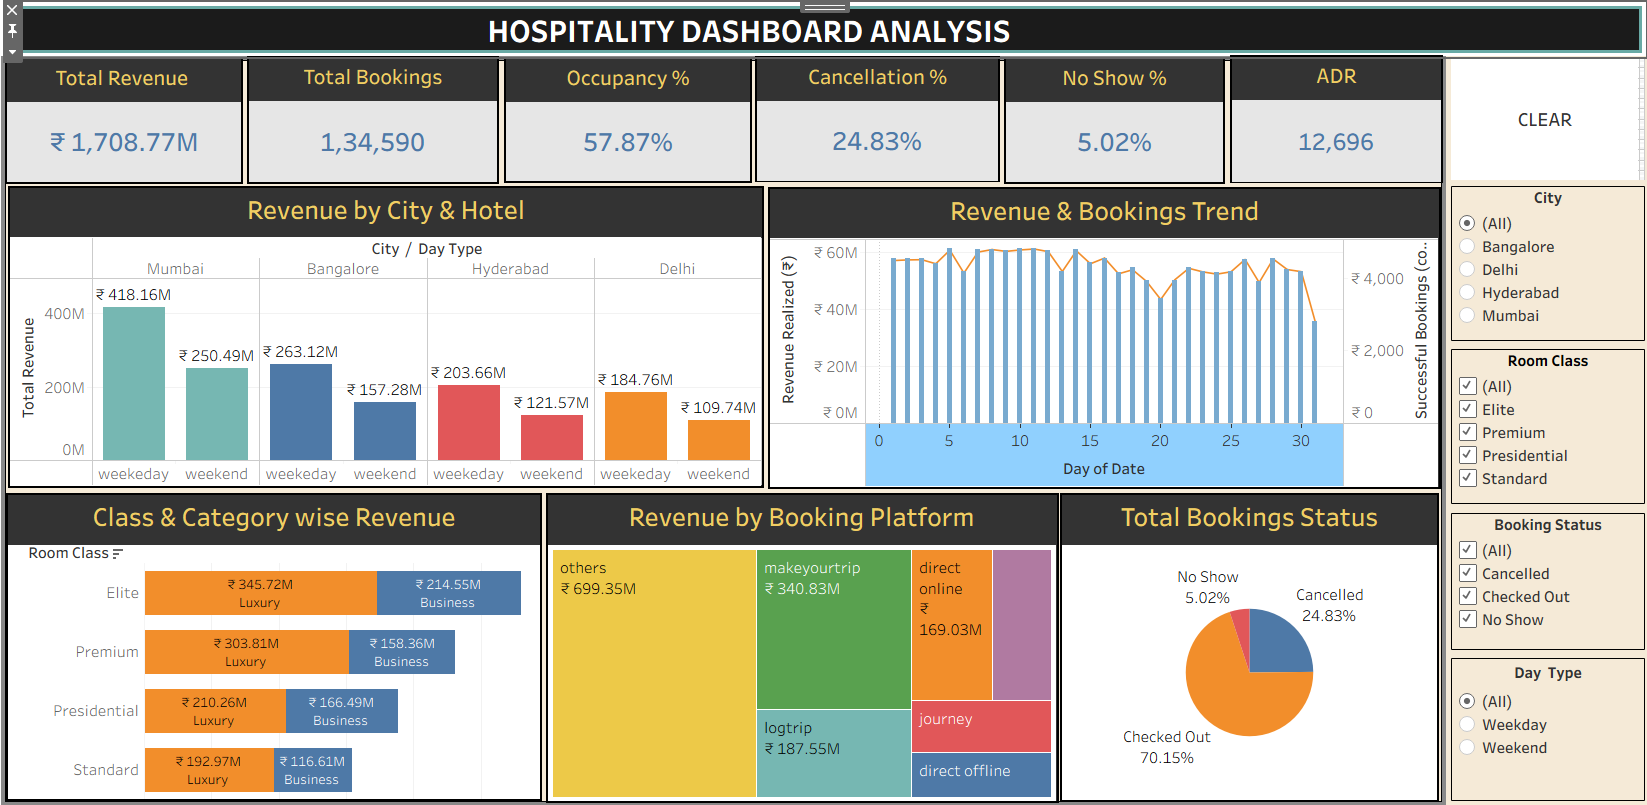 HOSPITALITY DASHBOARD ANALYSIS
Total Revenue
₹ 1,708.77M
Total Bookings
1,34,590
Occupancy %
57.87%
Cancellation %
24.83%
No Show %
5.02%
ADR
12,696
CLEAR
Revenue by City & Hotel
City / Day Type
Mumbai Bangalore Hyderabad Delhi
Total Revenue
400M
200M
0M
₹ 418.16M
₹ 250.49M
₹ 263.12M
₹ 157.28M
₹ 203.66M
₹ 121.57M
₹ 184.76M
₹ 109.74M
weekeday weekend weekeday weekend weekeday weekend weekeday weekend
Revenue & Bookings Trend
Revenue Realized (₹)
₹ 60M
₹ 40M
₹ 20M
₹ 0M
₹ 4,000
₹ 2,000
₹ 0
Successful Bookings (co..
0 5 10 15 20 25 30
Day of Date
Class & Category wise Revenue
Room Class
Elite
₹ 345.72M
Luxury
₹ 214.55M
Business
Premium
₹ 303.81M
Luxury
₹ 158.36M
Business
Presidential
₹ 210.26M
Luxury
₹ 166.49M
Business
Standard
₹ 192.97M
Luxury
₹ 116.61M
Business
Revenue by Booking Platform
others
₹ 699.35M
makeyourtrip
₹ 340.83M
logtrip
₹ 187.55M
direct
online
₹
169.03M
journey
direct offline
Total Bookings Status
No Show
5.02%
Cancelled
24.83%
Checked Out
70.15%
City
(All)
Bangalore
Delhi
Hyderabad
Mumbai
Room Class
(All)
Elite
Premium
Presidential
Standard
Booking Status
(All)
Cancelled
Checked Out
No Show
Day Type
(All)
Weekday
Weekend